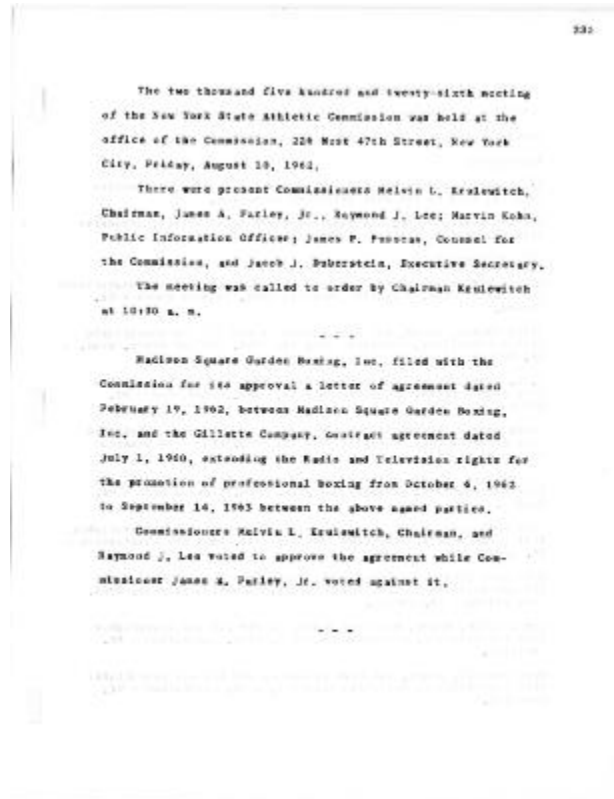 The two thousand five hundred and twenty-sixth meeting
of the New York State Athletic Commission was held at the
office of the Commission, 226 West 47th Street, New York
City, Friday, August 10, 1962.
There were present Commissioners Melvin L. Krulewitch,
Chairman, James A. Farley, Jr., Raymond J. Lee; Marvin Kohn,
Public Information Officer; James P. Counsel for
the Commission, and Jacob J. Duberstein, Executive Secretary.
The meeting was called to order by Chairman Krulewitch
at 10:30 a. m.
- - -
Madison Square Garden Boxing, Inc. filed with the
Commission for its approval a letter of agreement dated
February 19, 1962, between Madison Square Garden Boxing,
Inc. and the Gillette Company, contract agreement dated
July 1, 1960, extending the Radio and Television rights for
the promotion of professional boxing from October 6, 1962
to September 14, 1963 between the above named parties.
Commissioners Melvin L. Krulewitch, Chairman, and
Raymond J. Lee voted to approve the agreement while Com-
missioner James A. Farley, Jr. voted against it.
- - -